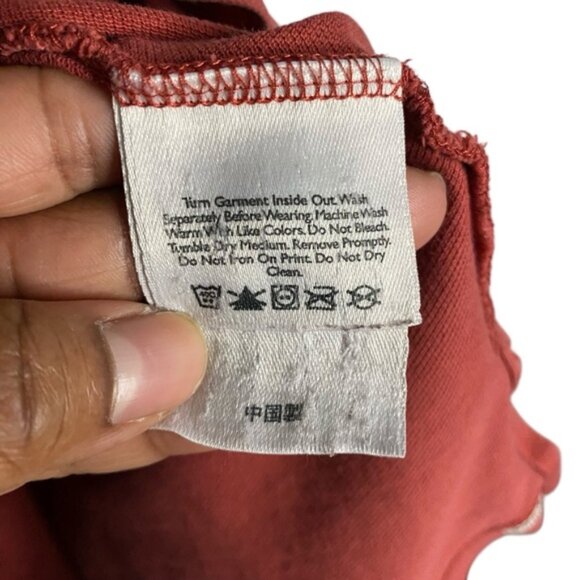 Turn Garment Inside Out. Wash
Separately Before Wearing. Machine Wash
Warm With Like Colors. Do Not Bleach.
Tumble Dry Medium. Remove Promptly.
Do Not Iron On Print. Do Not Dry
Clean.
中国製